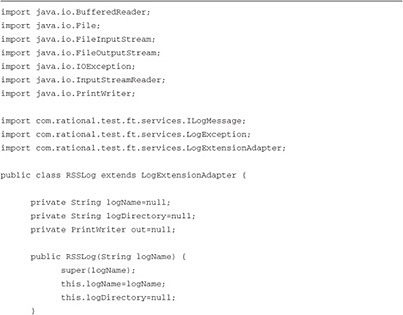 import java.io.BufferedReader;
import java.io.File;
import java.io.FileInputStream;
import java.io.FileOutputStream;
import java.io.IOException;
import java.io.InputStreamReader;
import java.io.PrintWriter;
import com.rational.test.ft.services.ILogMessage;
import com.rational.test.ft.services.LogException;
import com.rational.test.ft.services.LogExtensionAdapter;
public class RSSLog extends LogExtensionAdapter {
private String logName=null;
private String logDirectory=null;
private PrintWriter out=null;
public RSSLog(String logName) {
super(logName);
this.logName=logName;
this.logDirectory=null;
}